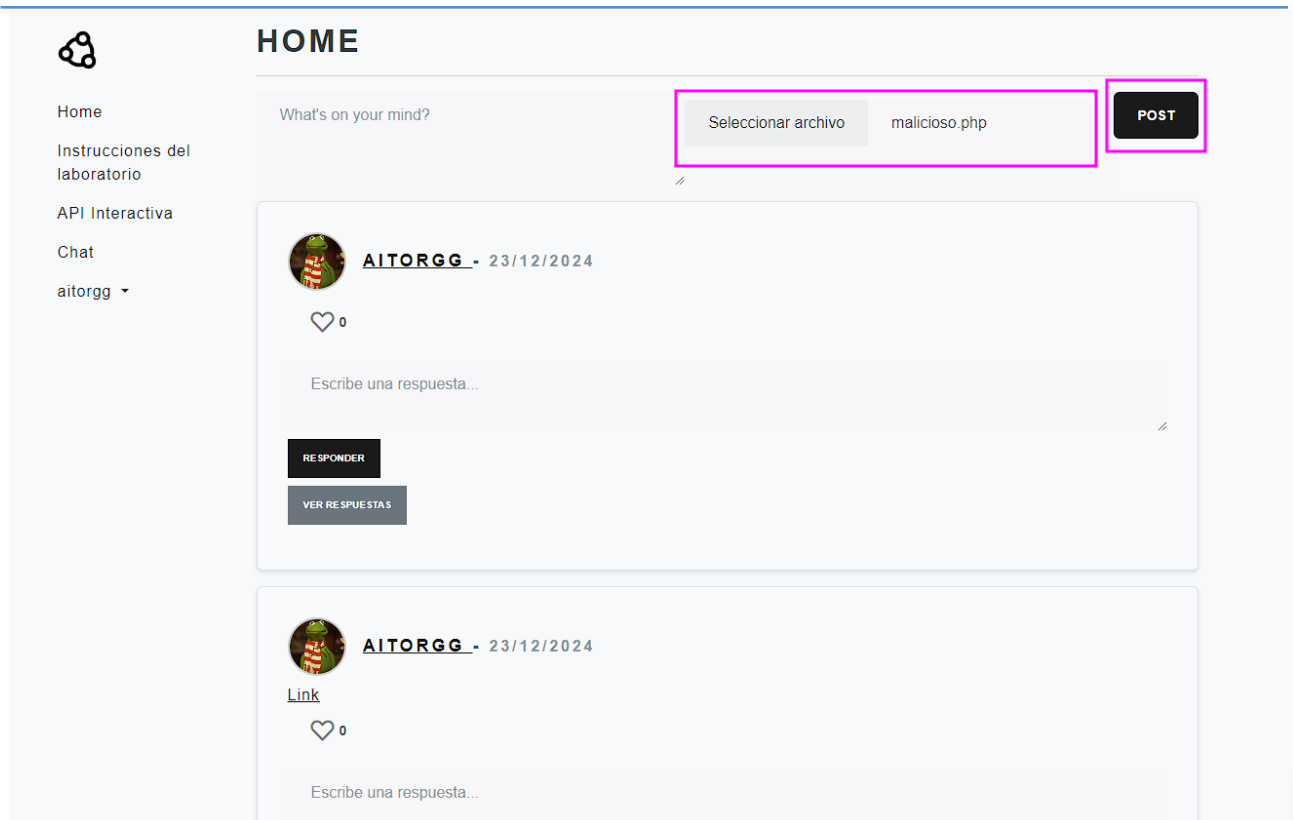 HOME
Home
Instrucciones del
laboratorio
API Interactiva
Chat
aitorgg
What's on your mind?
Seleccionar archivo malicioso.php
POST
AITORGG - 23/12/2024
0
Escribe una respuesta...
RESPONDER
VER RESPUESTAS
AITORGG - 23/12/2024
Link
0
Escribe una respuesta...